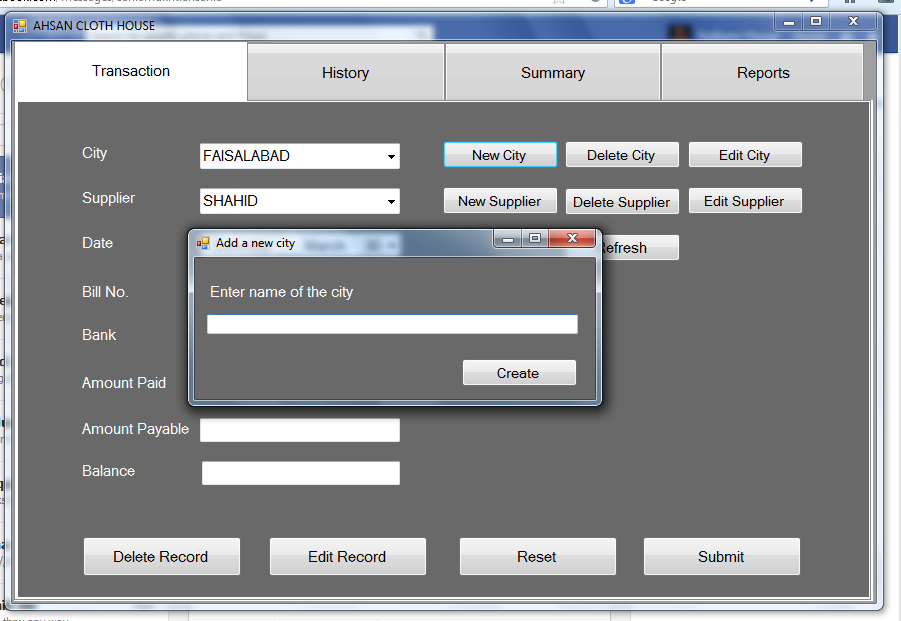 AHSAN CLOTH HOUSE
Transaction
History
Summary
Reports
City
FAISALABAD
New City
Delete City
Edit City
Supplier
SHAHID
New Supplier
Delete Supplier
Edit Supplier
Date
Add a new city
Refresh
Bill No.
Enter name of the city
Bank
Create
Amount Paid
Amount Payable
Balance
Delete Record
Edit Record
Reset
Submit